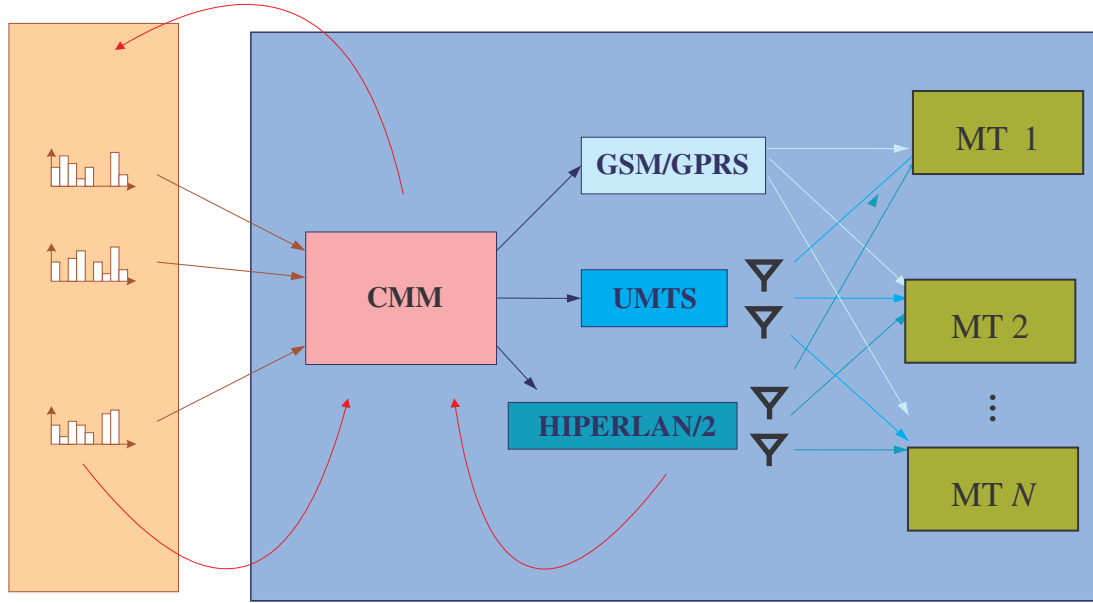 GSM/GPRS
MT 1
CMM
UMTS
MT 2
HIPERLAN/2
MT N